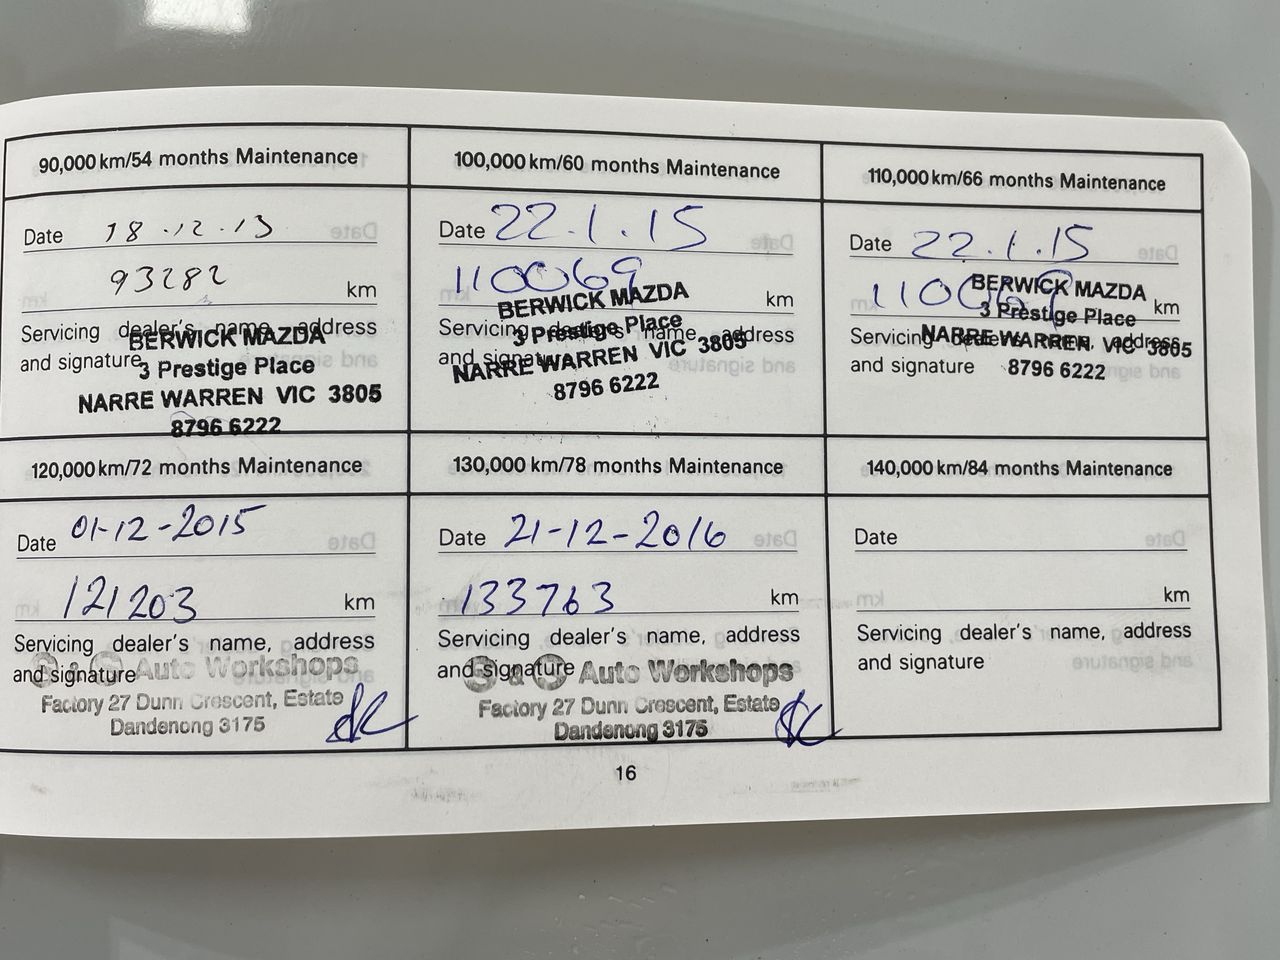 90,000 km/54 months Maintenance
Date 18.12.13
93282 km
Servicing dealer's name, address
and signature
BERWICK MAZDA
3 Prestige Place
NARRE WARREN VIC 3805
8796 6222
100,000 km/60 months Maintenance
Date 22.1.15
110069 km
Servicing dealer's name, address
and signature
BERWICK MAZDA
3 Prestige Place
NARRE WARREN VIC 3805
8796 6222
110,000 km/66 months Maintenance
Date 22.1.15
110069 km
Servicing dealer's name, address
and signature
BERWICK MAZDA
3 Prestige Place
NARRE WARREN VIC 3805
8796 6222
120,000 km/72 months Maintenance
Date 01-12-2015
121203 km
Servicing dealer's name, address
and signature
S & S Auto Workshops
Factory 27 Dunn Crescent, Estate
Dandenong 3175
130,000 km/78 months Maintenance
Date 21-12-2016
133763 km
Servicing dealer's name, address
and signature
S & S Auto Workshops
Factory 27 Dunn Crescent, Estate
Dandenong 3175
140,000 km/84 months Maintenance
Date
km
Servicing dealer's name, address
and signature
16